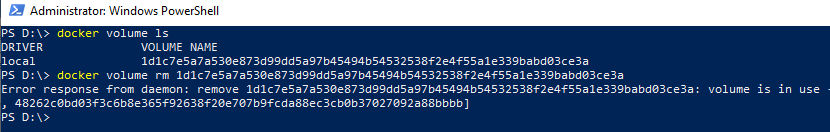 Administrator: Windows PowerShell
PS D:\> docker volume ls
DRIVER VOLUME NAME
local 1d1c7e5a7a530e873d99dd5a97b45494b54532538f2e4f55a1e339babd03ce3a
PS D:\> docker volume rm 1d1c7e5a7a530e873d99dd5a97b45494b54532538f2e4f55a1e339babd03ce3a
Error response from daemon: remove 1d1c7e5a7a530e873d99dd5a97b45494b54532538f2e4f55a1e339babd03ce3a: volume is in use -
, 48262c0bd03f3c6b8e365f92638f20e707b9fcda88ec3cb0b37027092a88bbbb]
PS D:\>